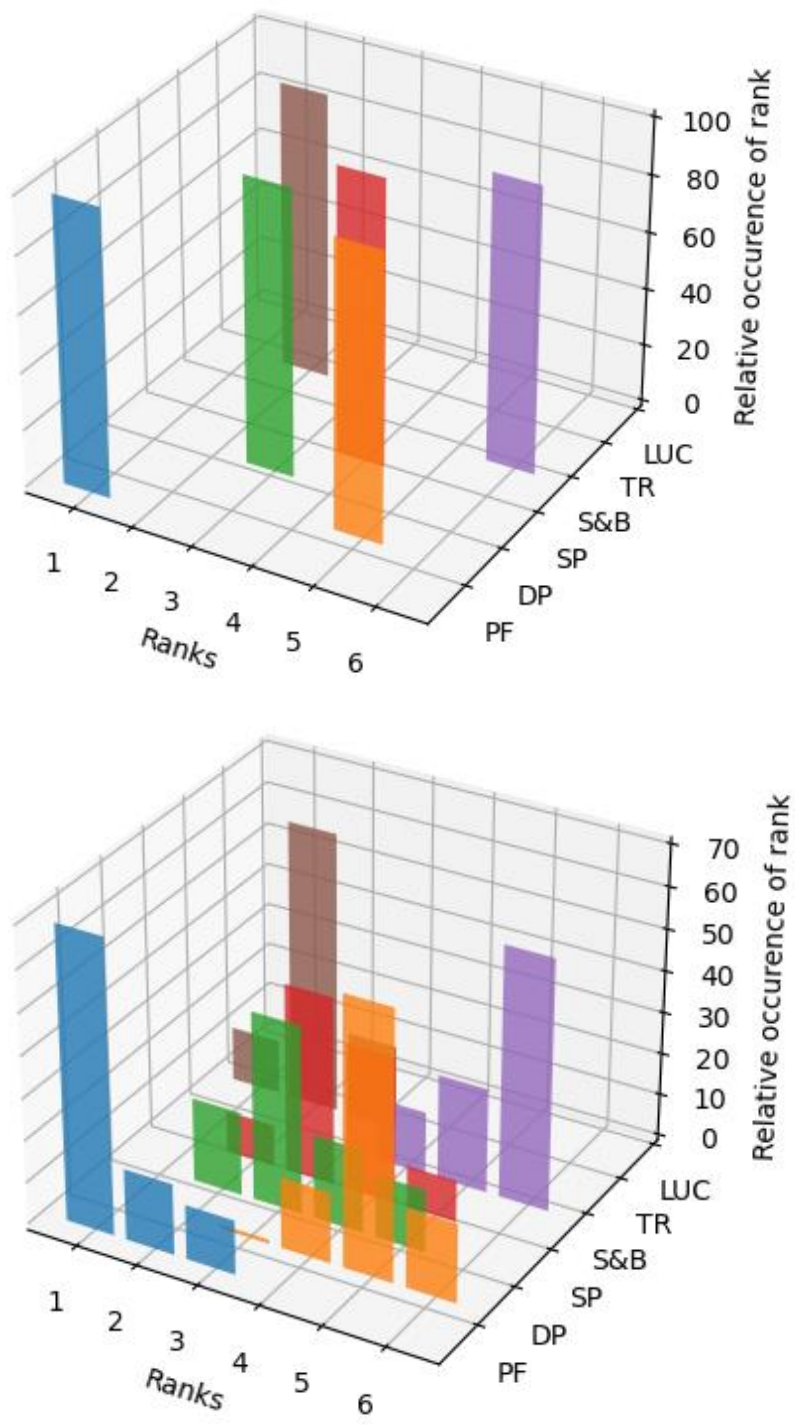 100
80
60
40
20
0
Relative occurence of rank
LUC
TR
S&B
SP
DP
PF
1
2
3
4
5
6
Ranks
70
60
50
40
30
20
10
0
Relative occurence of rank
LUC
TR
S&B
SP
DP
PF
1
2
3
4
5
6
Ranks